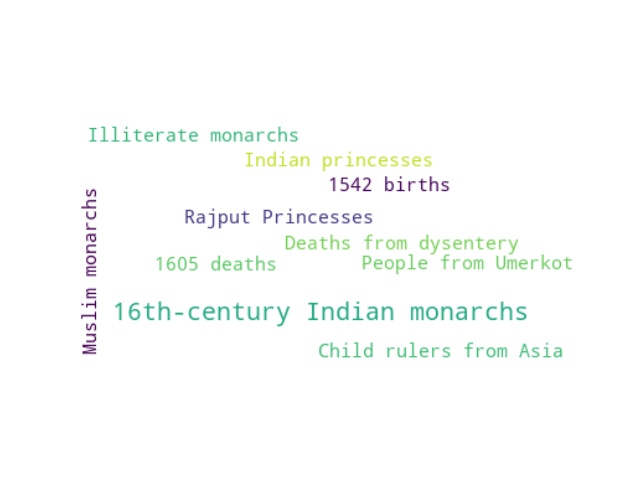 Illiterate monarchs
Indian princesses
1542 births
Muslim monarchs
Rajput Princesses
Deaths from dysentery
1605 deaths
People from Umerkot
16th-century Indian monarchs
Child rulers from Asia